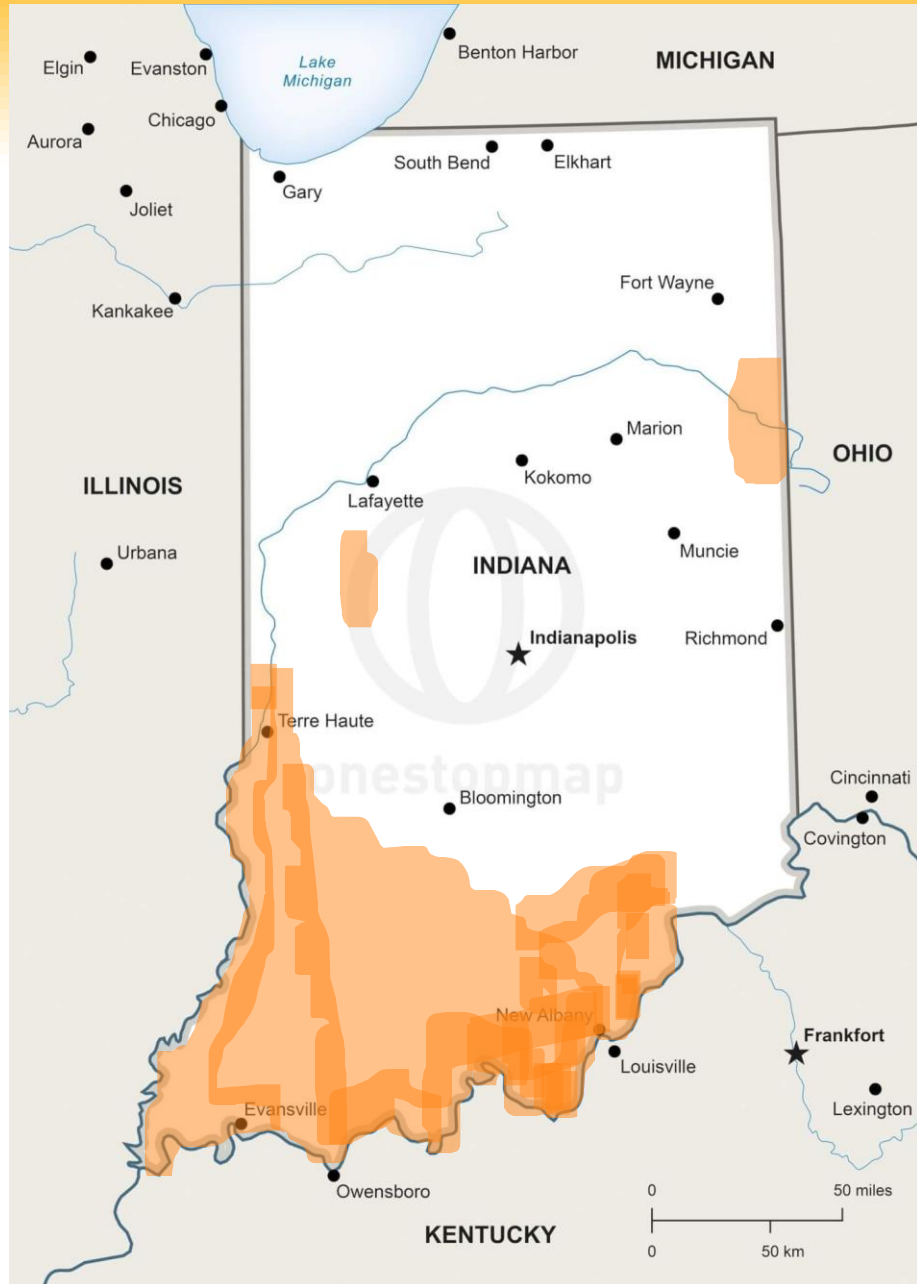 Lake
Michigan
Benton Harbor
MICHIGAN
Elgin
Evanston
Chicago
Aurora
South Bend
Elkhart
Gary
Joliet
Fort Wayne
Kankakee
Marion
OHIO
Kokomo
ILLINOIS
Lafayette
Urbana
Muncie
INDIANA
Indianapolis
Richmond
Terre Haute
onestopmap
Cincinnati
Bloomington
Covington
New Albany
Frankfort
Louisville
Evansville
Lexington
Owensboro
0 50 miles
KENTUCKY
0 50 km